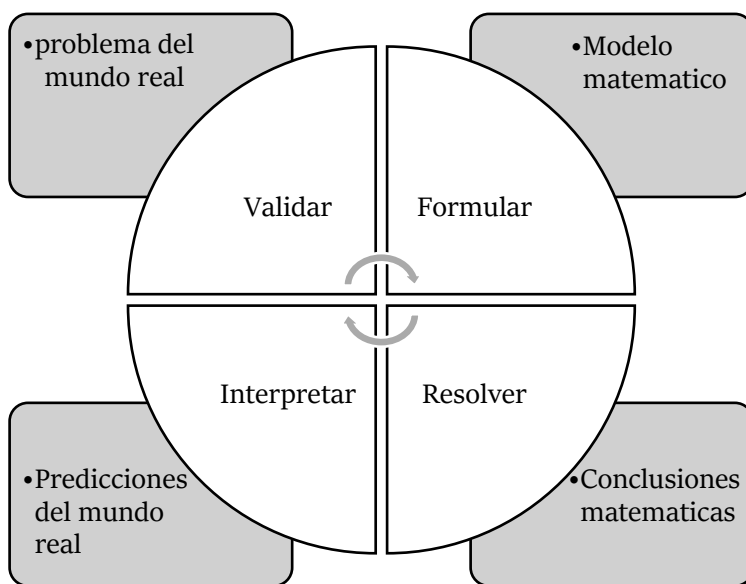 •problema del
mundo real
•Modelo
matematico
Validar
Formular
Interpretar
Resolver
•Predicciones
del mundo
real
•Conclusiones
matematicas